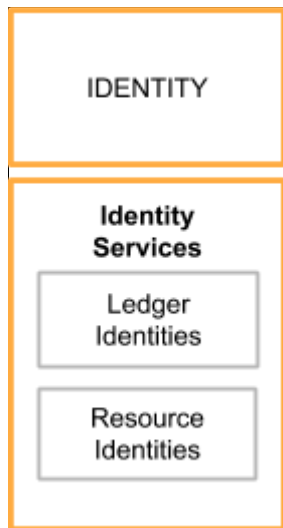 IDENTITY
Identity
Services
Ledger
Identities
Resource
Identities